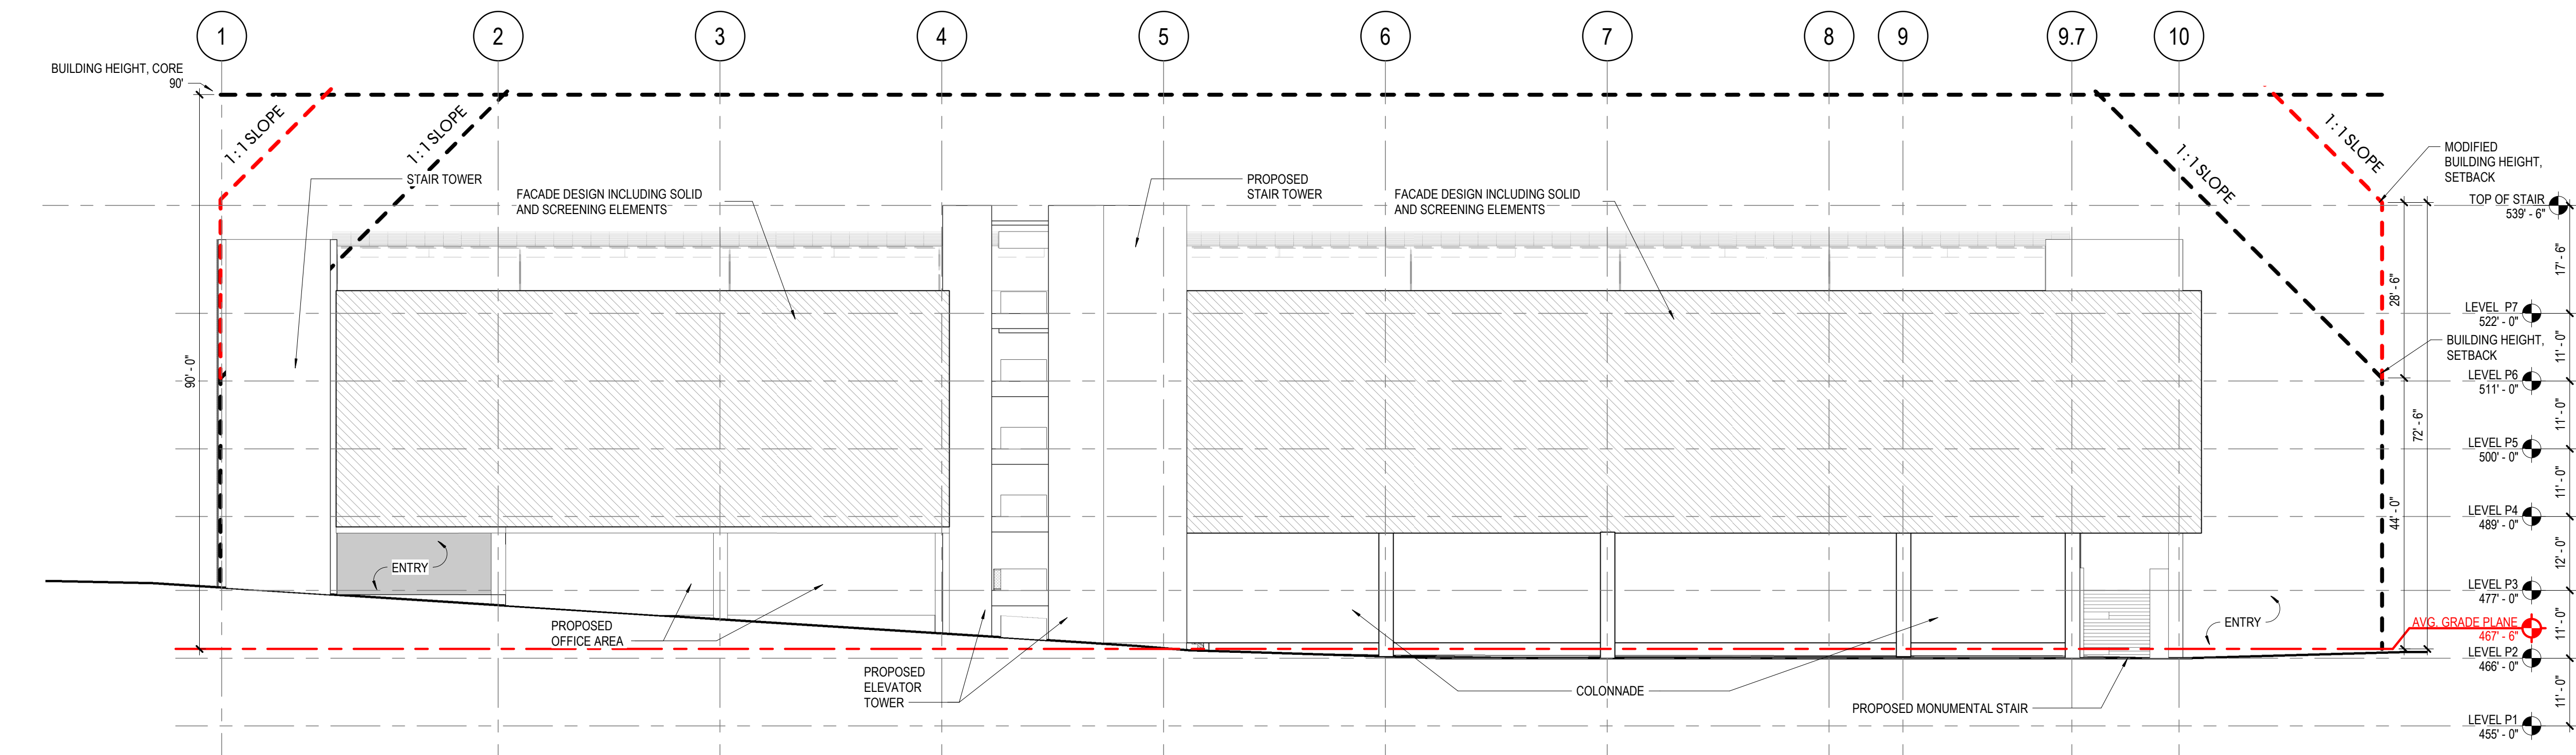 1 2 3 4 5 6 7 8 9 9.7 10
BUILDING HEIGHT, CORE
90'
1:1 SLOPE
1:1 SLOPE
1:1 SLOPE
1:1 SLOPE
STAIR TOWER
FACADE DESIGN INCLUDING SOLID
AND SCREENING ELEMENTS
PROPOSED
STAIR TOWER
FACADE DESIGN INCLUDING SOLID
AND SCREENING ELEMENTS
MODIFIED
BUILDING HEIGHT,
SETBACK
TOP OF STAIR
539' - 6"
17' - 6"
28' - 6"
LEVEL P7
522' - 0"
BUILDING HEIGHT,
SETBACK
11' - 0"
90' - 0"
LEVEL P6
511' - 0"
11' - 0"
72' - 6"
LEVEL P5
500' - 0"
11' - 0"
44' - 0"
LEVEL P4
489' - 0"
12' - 0"
ENTRY
LEVEL P3
477' - 0"
11' - 0"
ENTRY
AVG. GRADE PLANE
467' - 6"
PROPOSED
OFFICE AREA
LEVEL P2
466' - 0"
11' - 0"
PROPOSED
ELEVATOR
TOWER
COLONNADE
PROPOSED MONUMENTAL STAIR
LEVEL P1
455' - 0"